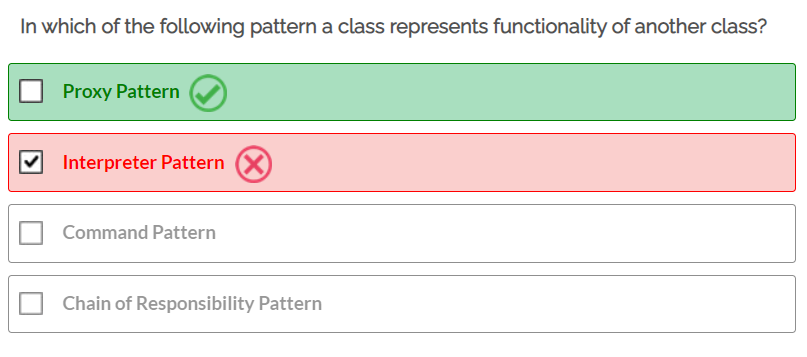 In which of the following pattern a class represents functionality of another class?
Proxy Pattern
Interpreter Pattern
Command Pattern
Chain of Responsibility Pattern